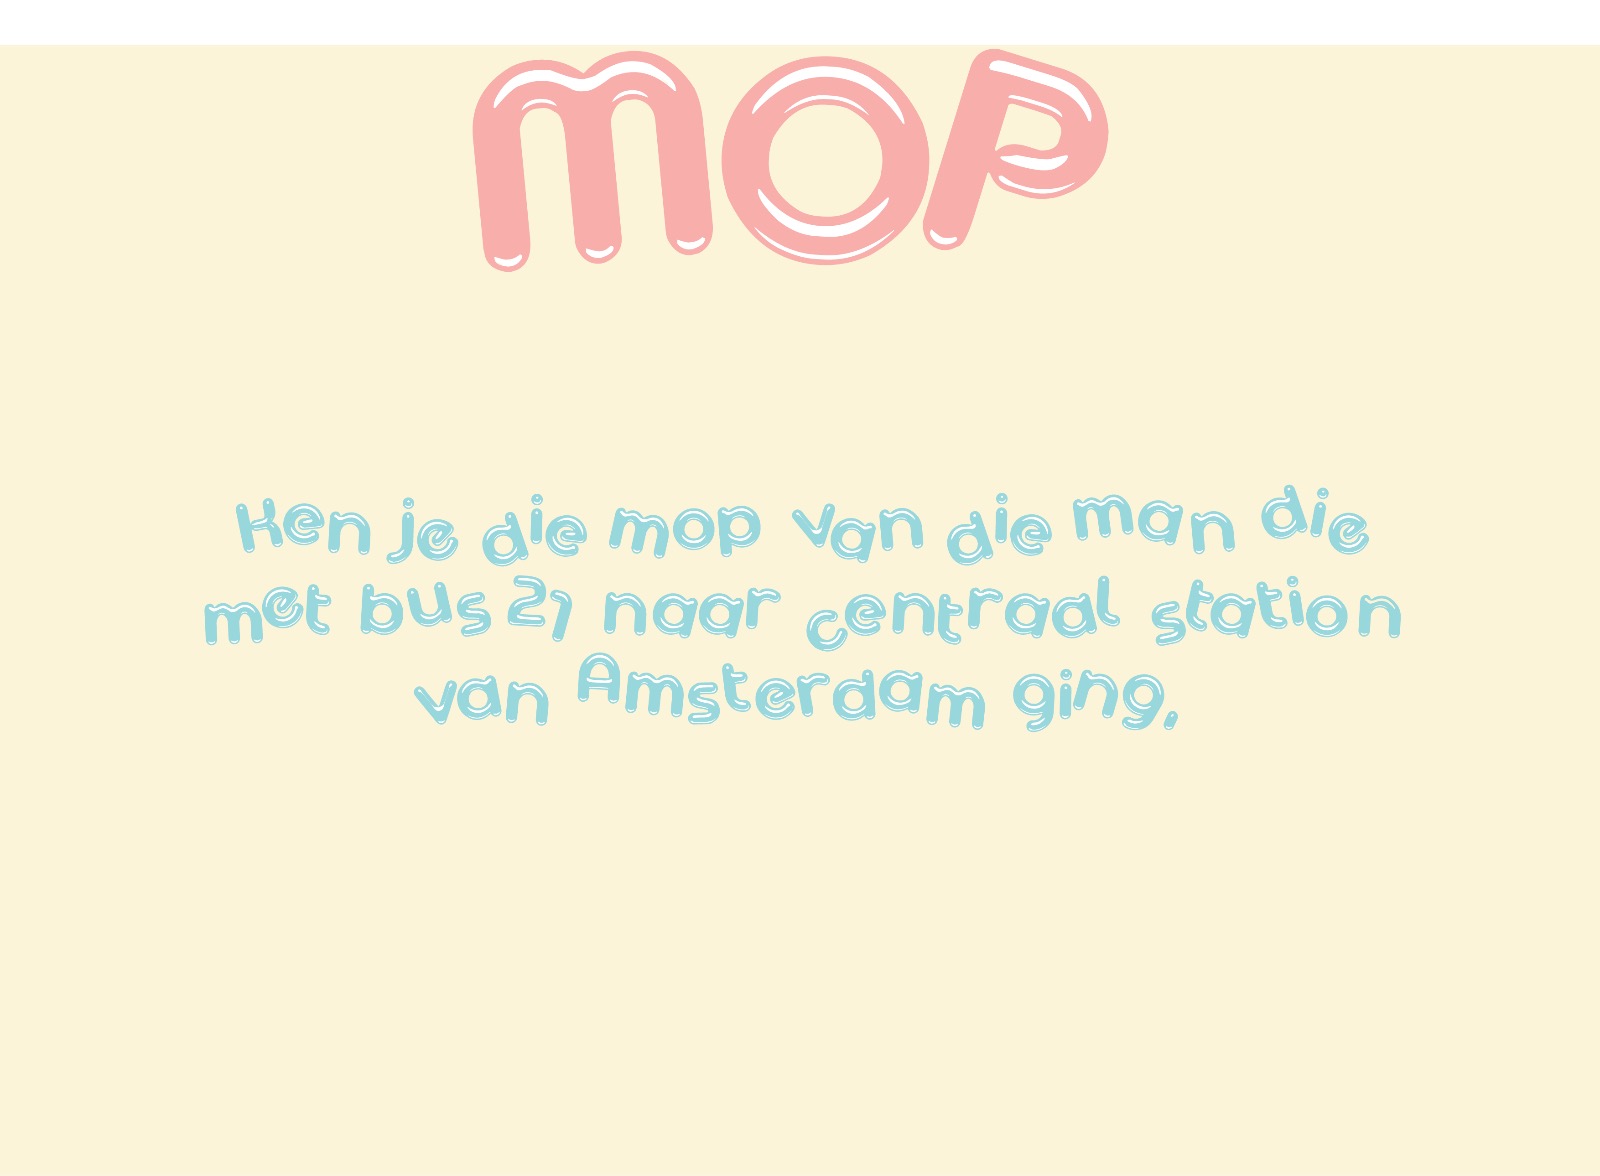 mop
Ken je die mop van die man die
met bus 21 naar centraal station
van Amsterdam ging,